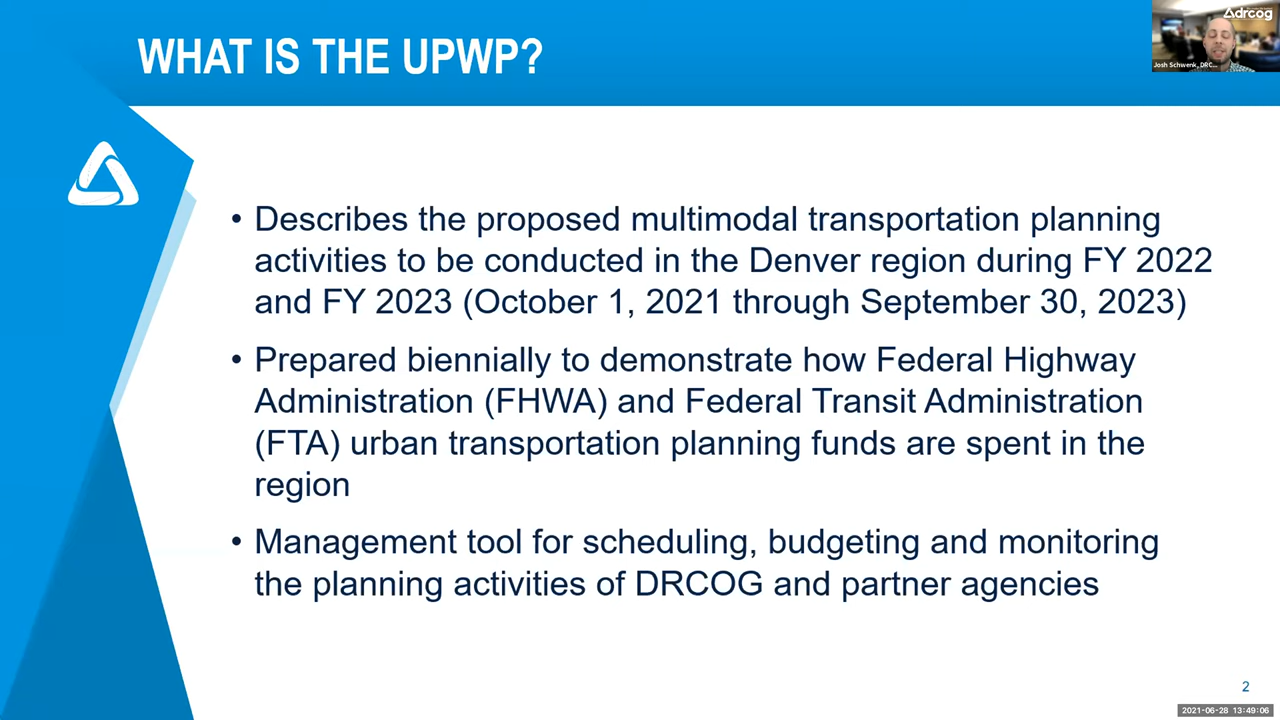 WHAT IS THE UPWP?
drcog
Josh Schwenk, DRC...
• Describes the proposed multimodal transportation planning
activities to be conducted in the Denver region during FY 2022
and FY 2023 (October 1, 2021 through September 30, 2023)
• Prepared biennially to demonstrate how Federal Highway
Administration (FHWA) and Federal Transit Administration
(FTA) urban transportation planning funds are spent in the
region
• Management tool for scheduling, budgeting and monitoring
the planning activities of DRCOG and partner agencies
2
2021-06-28 13:49:06